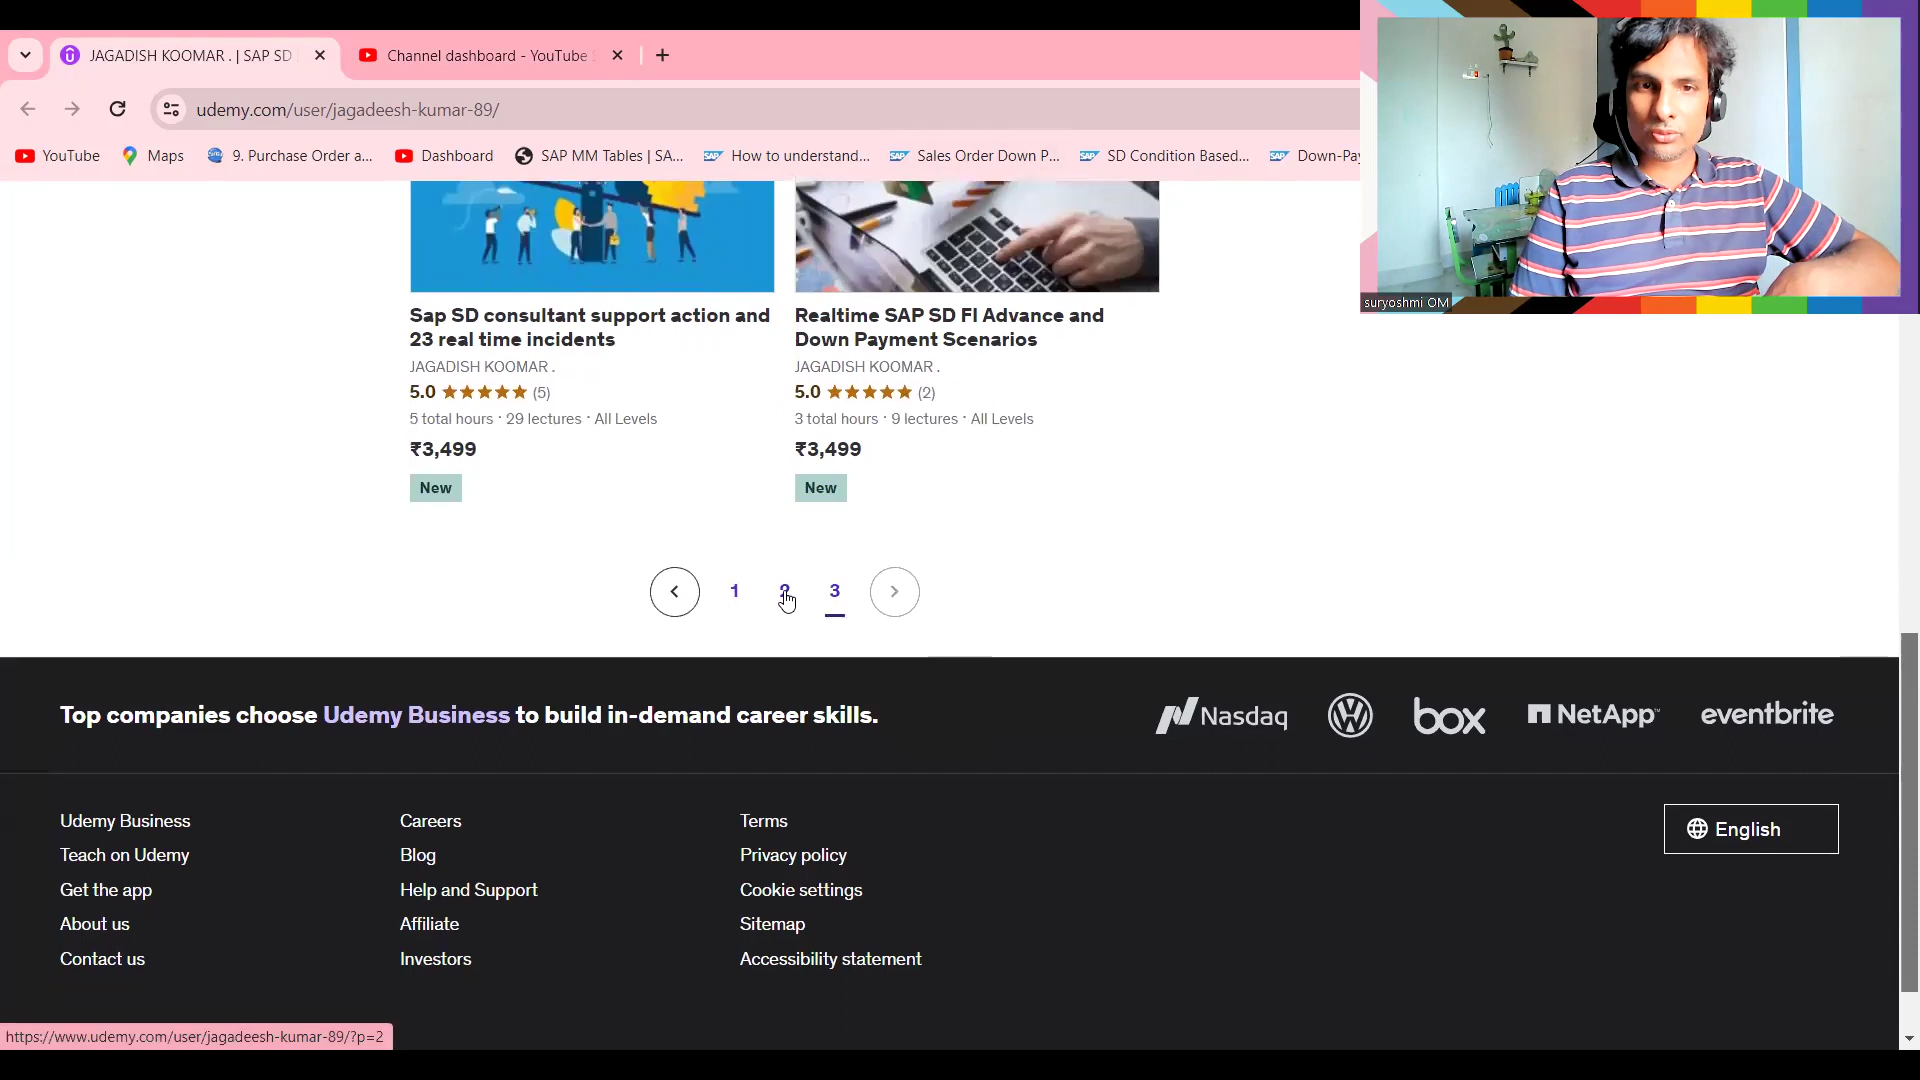 JAGADISH KOOMAR . | SAP SD
Channel dashboard - YouTube
udemy.com/user/jagadeesh-kumar-89/
YouTube
Maps
9. Purchase Order a...
Dashboard
SAP MM Tables | SA...
How to understand...
Sales Order Down P...
SD Condition Based...
Down-Pay
suryoshmi OM
Sap SD consultant support action and
23 real time incidents
JAGADISH KOOMAR .
5.0 (5)
5 total hours · 29 lectures · All Levels
₹3,499
New
Realtime SAP SD FI Advance and
Down Payment Scenarios
JAGADISH KOOMAR .
5.0 (2)
3 total hours · 9 lectures · All Levels
₹3,499
New
1 2 3
Top companies choose Udemy Business to build in-demand career skills.
Nasdaq
box
NetApp™
eventbrite
Udemy Business
Teach on Udemy
Get the app
About us
Contact us
Careers
Blog
Help and Support
Affiliate
Investors
Terms
Privacy policy
Cookie settings
Sitemap
Accessibility statement
English
https://www.udemy.com/user/jagadeesh-kumar-89/?p=2